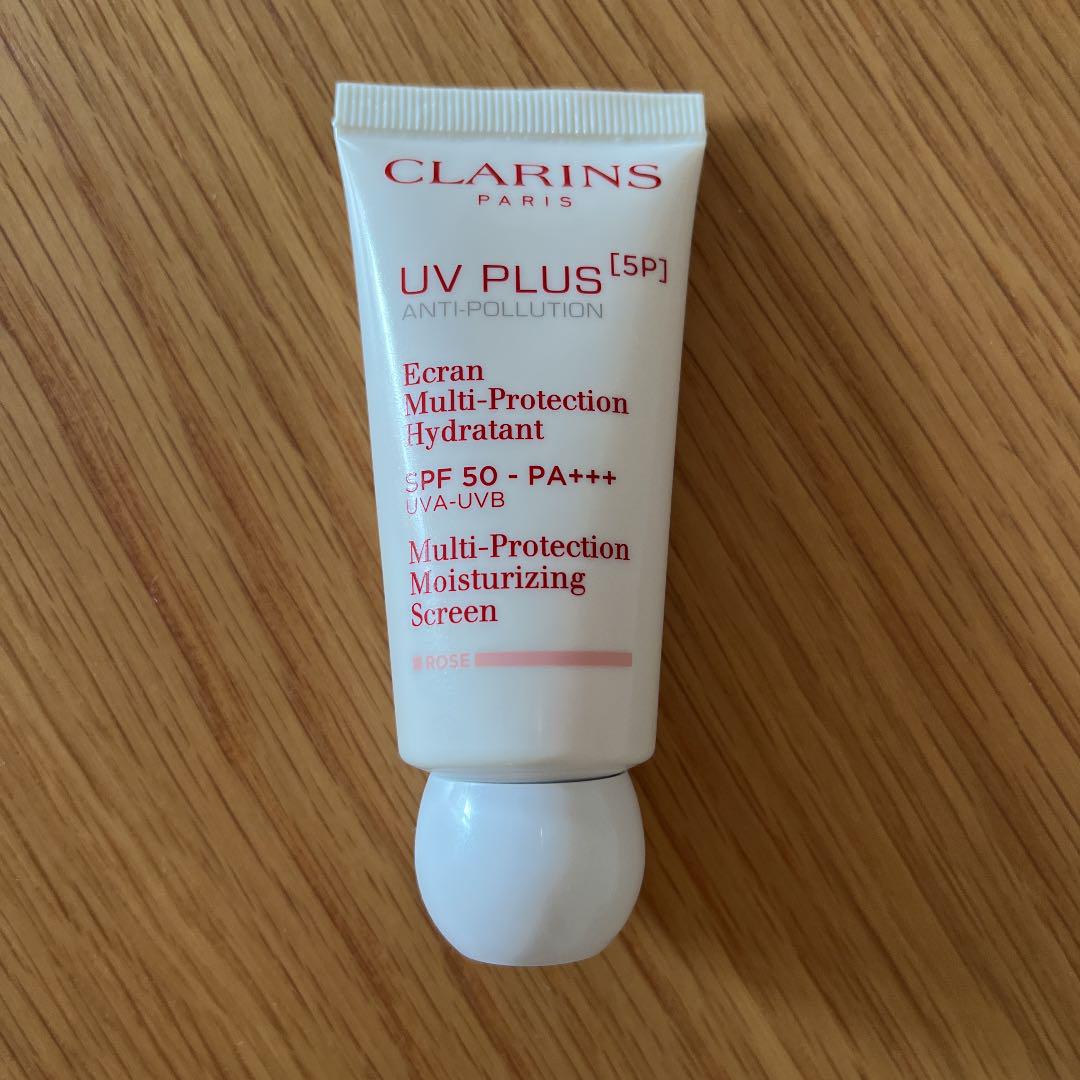 CLARINS
PARIS
UV PLUS [5P]
ANTI-POLLUTION
Ecran
Multi-Protection
Hydratant
SPF 50 - PA+++
UVA-UVB
Multi-Protection
Moisturizing
Screen
ROSE